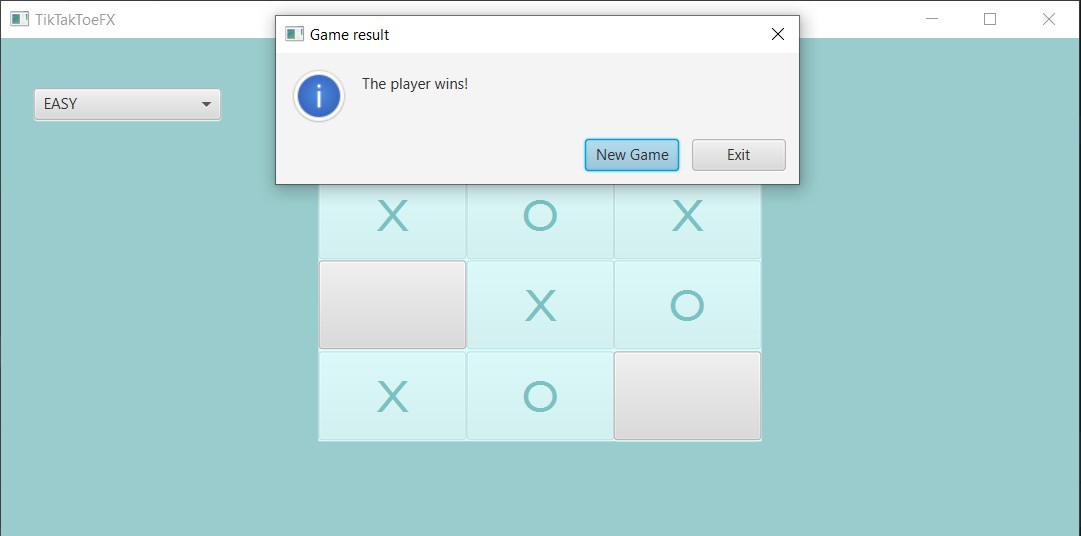 TikTakToeFX
Game result
The player wins!
New Game Exit
EASY
X O X
X O
X O